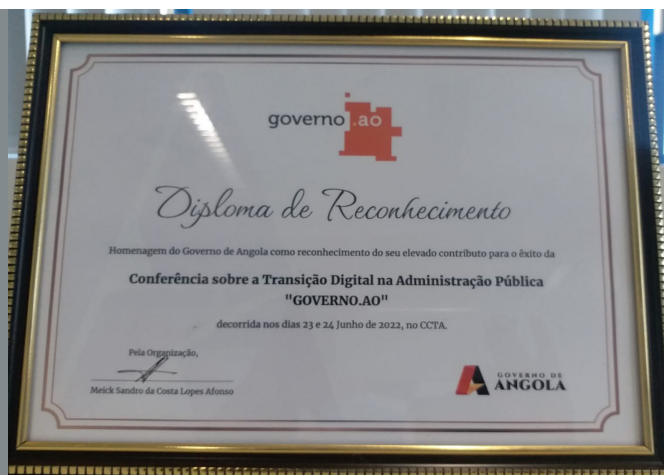 governo .ao
Diploma de Reconhecimento
Homenagem do Governo de Angola como reconhecimento do seu elevado contributo para o êxito da
Conferência sobre a Transição Digital na Administração Pública
"GOVERNO.AO"
decorrida nos dias 23 e 24 Junho de 2022, no CCTA.
Pela Organização,
Meick Sandro da Costa Lopes Afonso
GOVERNO DE
ANGOLA